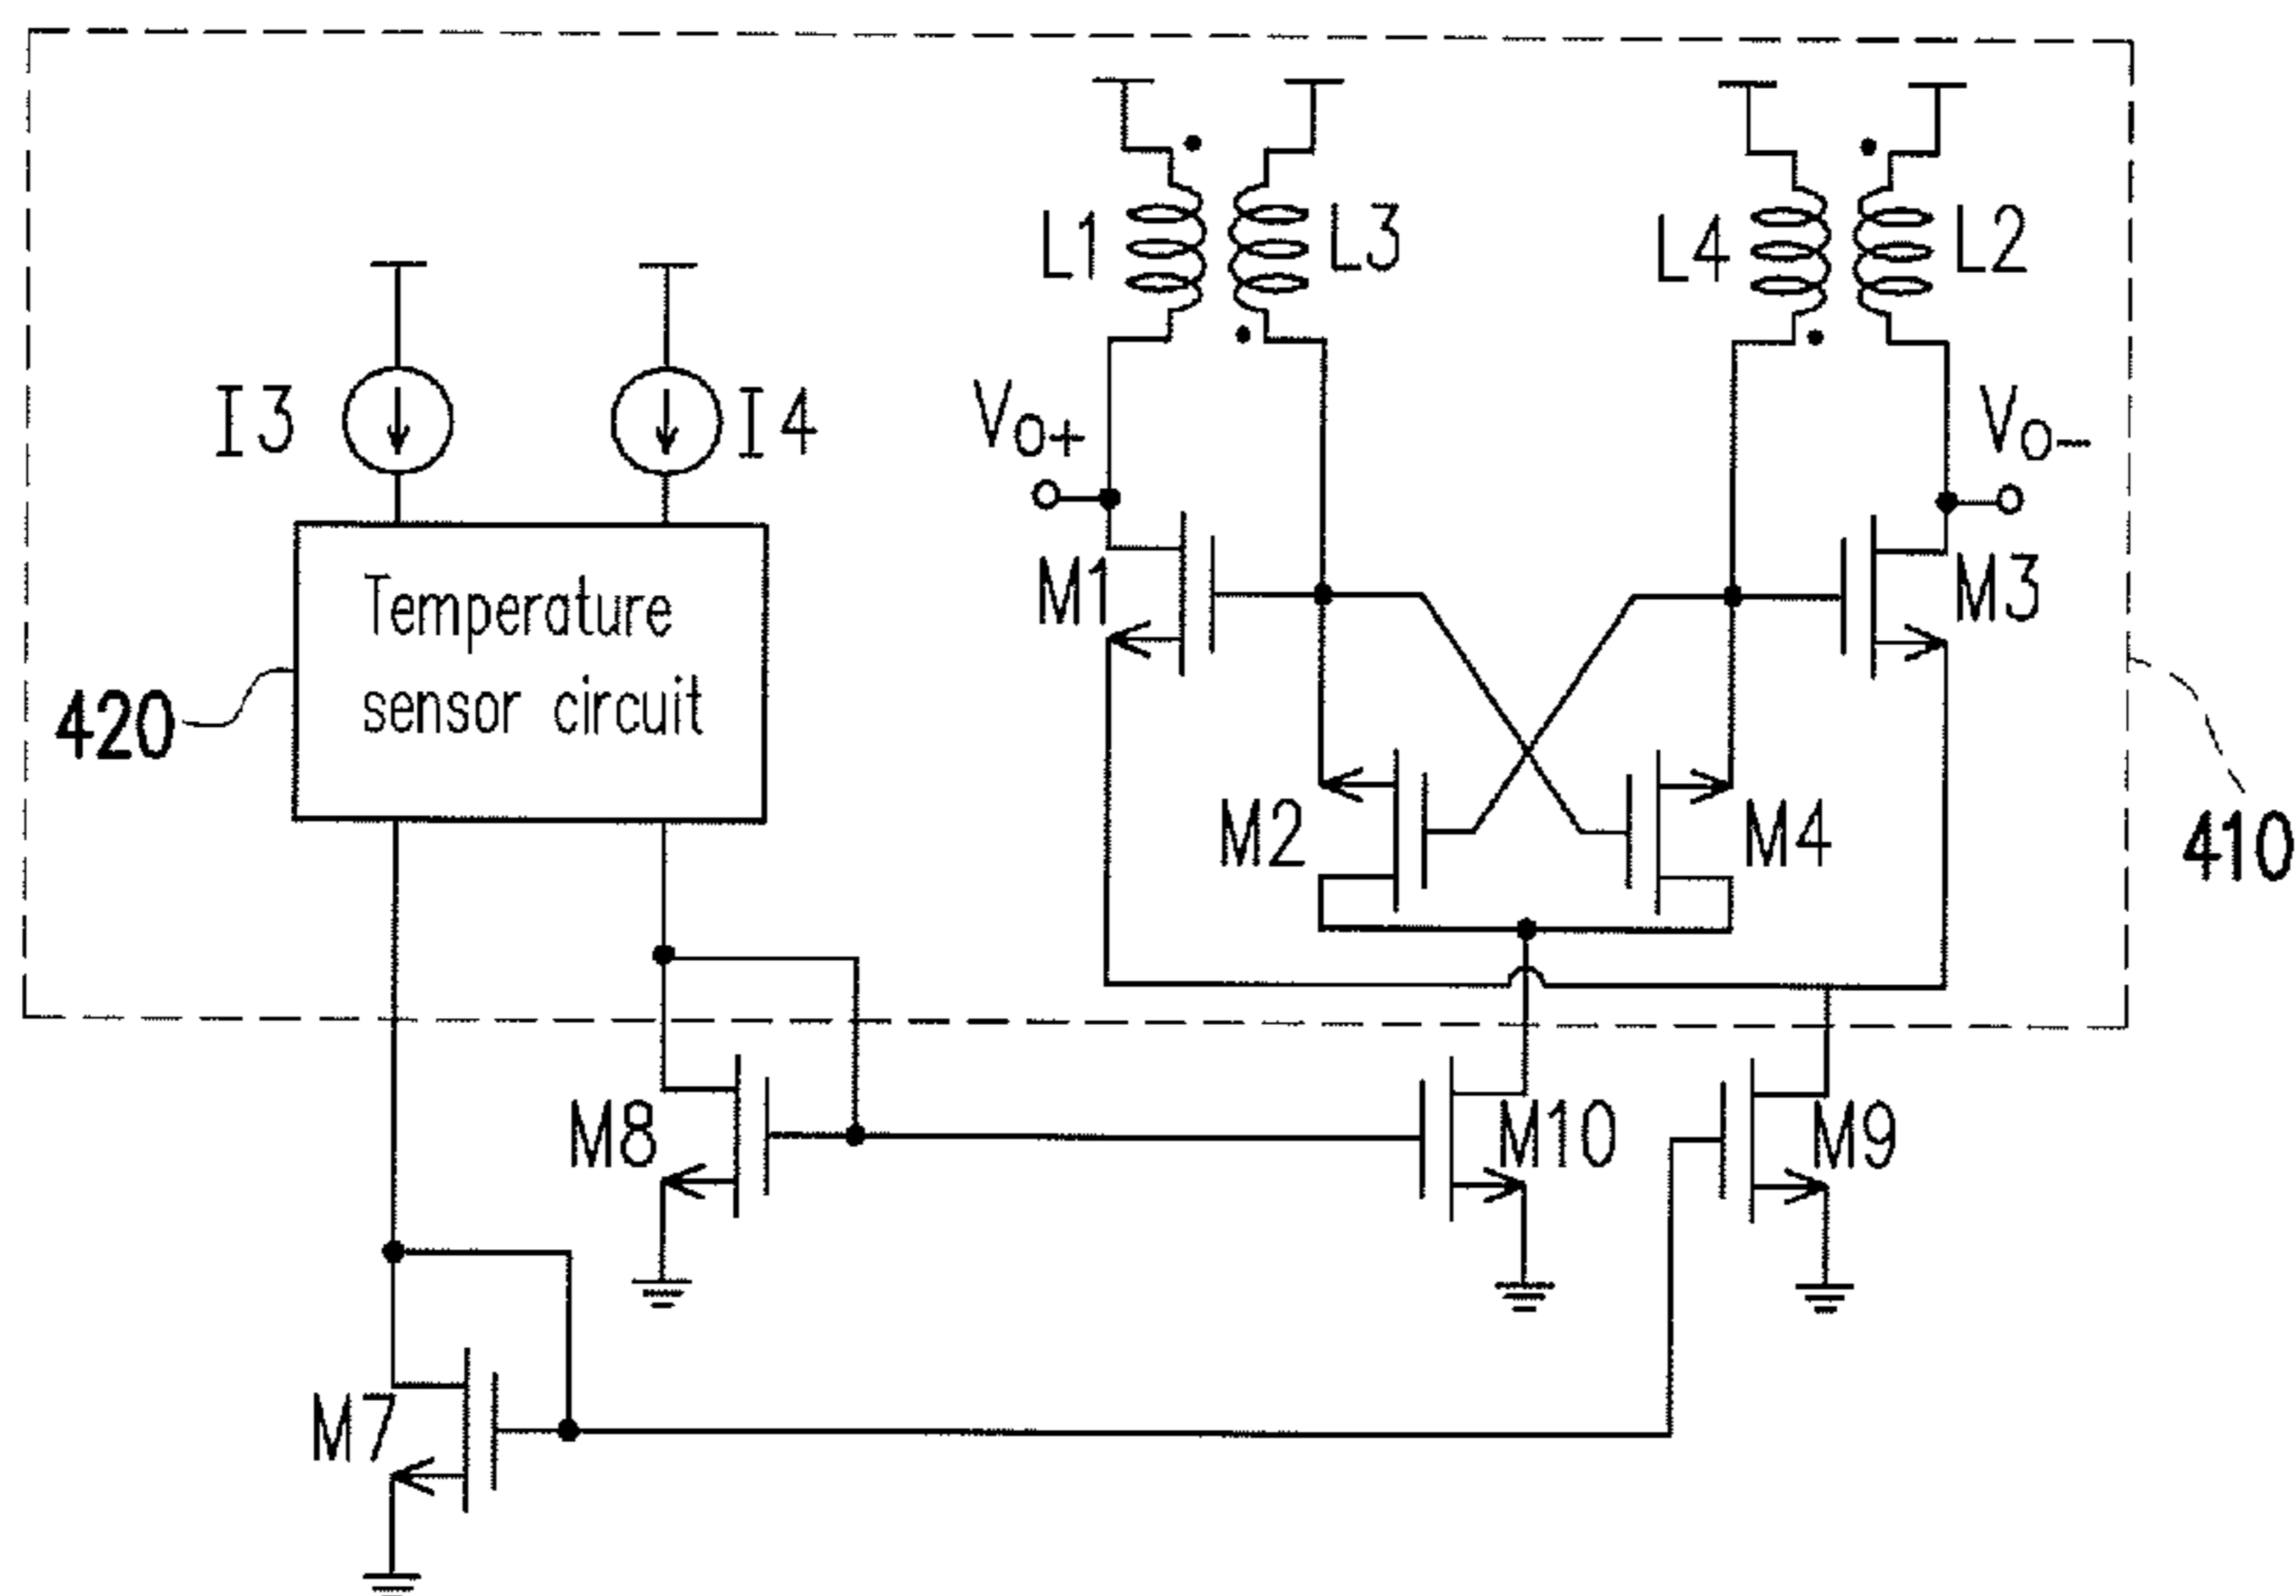 L1
L3
L4
L2
I3
I4
VO+
VO-
Temperature
sensor circuit
M1
M3
420
M2
M4
410
M8
M10
M9
M7